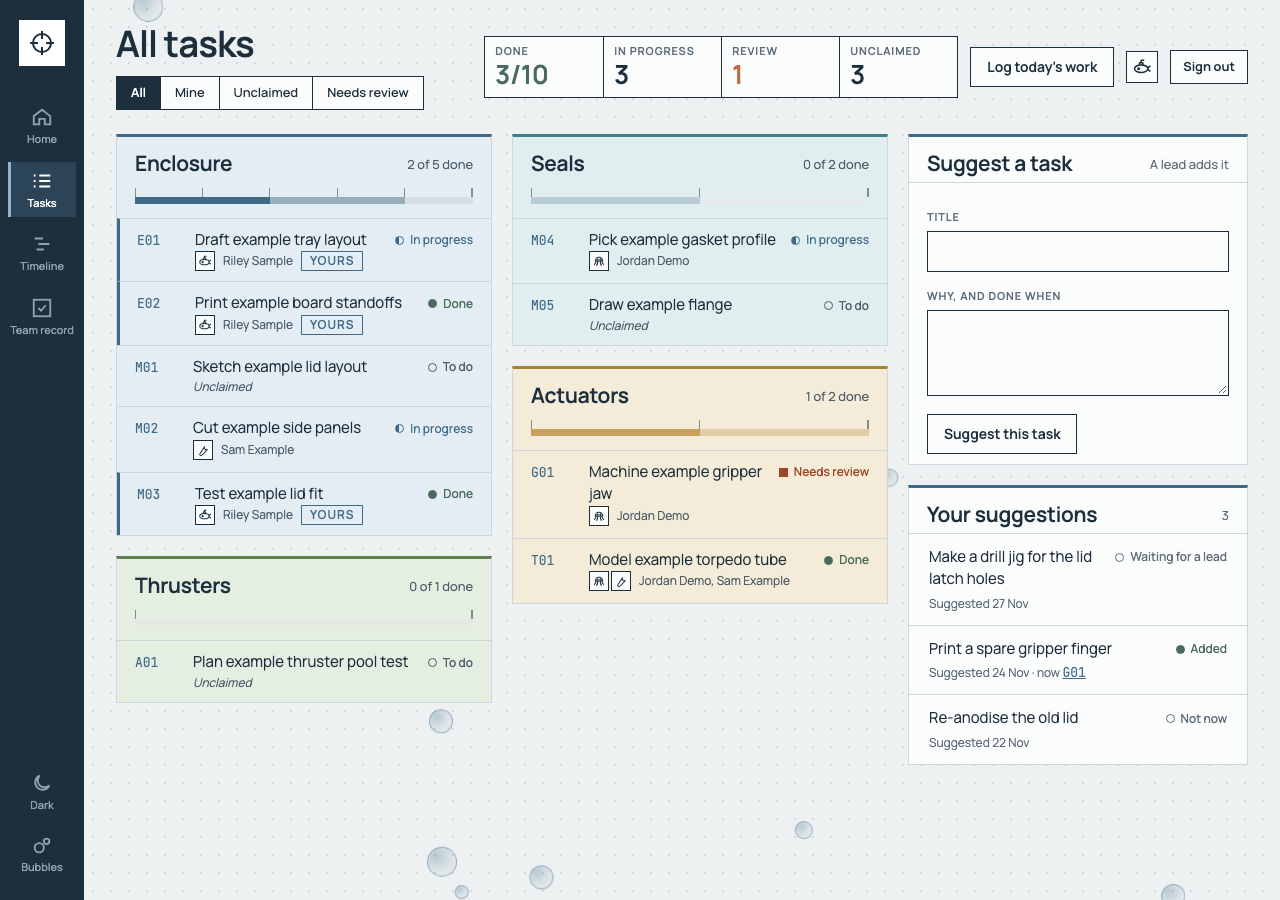 All tasks
All
Mine
Unclaimed
Needs review
DONE
3/10
IN PROGRESS
3
REVIEW
1
UNCLAIMED
3
Log today's work
Sign out
Home
Tasks
Timeline
Team record
Dark
Bubbles
Enclosure
2 of 5 done
E01
Draft example tray layout
In progress
Riley Sample
YOURS
E02
Print example board standoffs
Done
Riley Sample
YOURS
M01
Sketch example lid layout
To do
Unclaimed
M02
Cut example side panels
In progress
Sam Example
M03
Test example lid fit
Done
Riley Sample
YOURS
Thrusters
0 of 1 done
A01
Plan example thruster pool test
To do
Unclaimed
Seals
0 of 2 done
M04
Pick example gasket profile
In progress
Jordan Demo
M05
Draw example flange
To do
Unclaimed
Actuators
1 of 2 done
G01
Machine example gripper
jaw
Needs review
Jordan Demo
T01
Model example torpedo tube
Done
Jordan Demo, Sam Example
Suggest a task
A lead adds it
TITLE
WHY, AND DONE WHEN
Suggest this task
Your suggestions
3
Make a drill jig for the lid
latch holes
Waiting for a lead
Suggested 27 Nov
Print a spare gripper finger
Added
Suggested 24 Nov · now G01
Re-anodise the old lid
Not now
Suggested 22 Nov